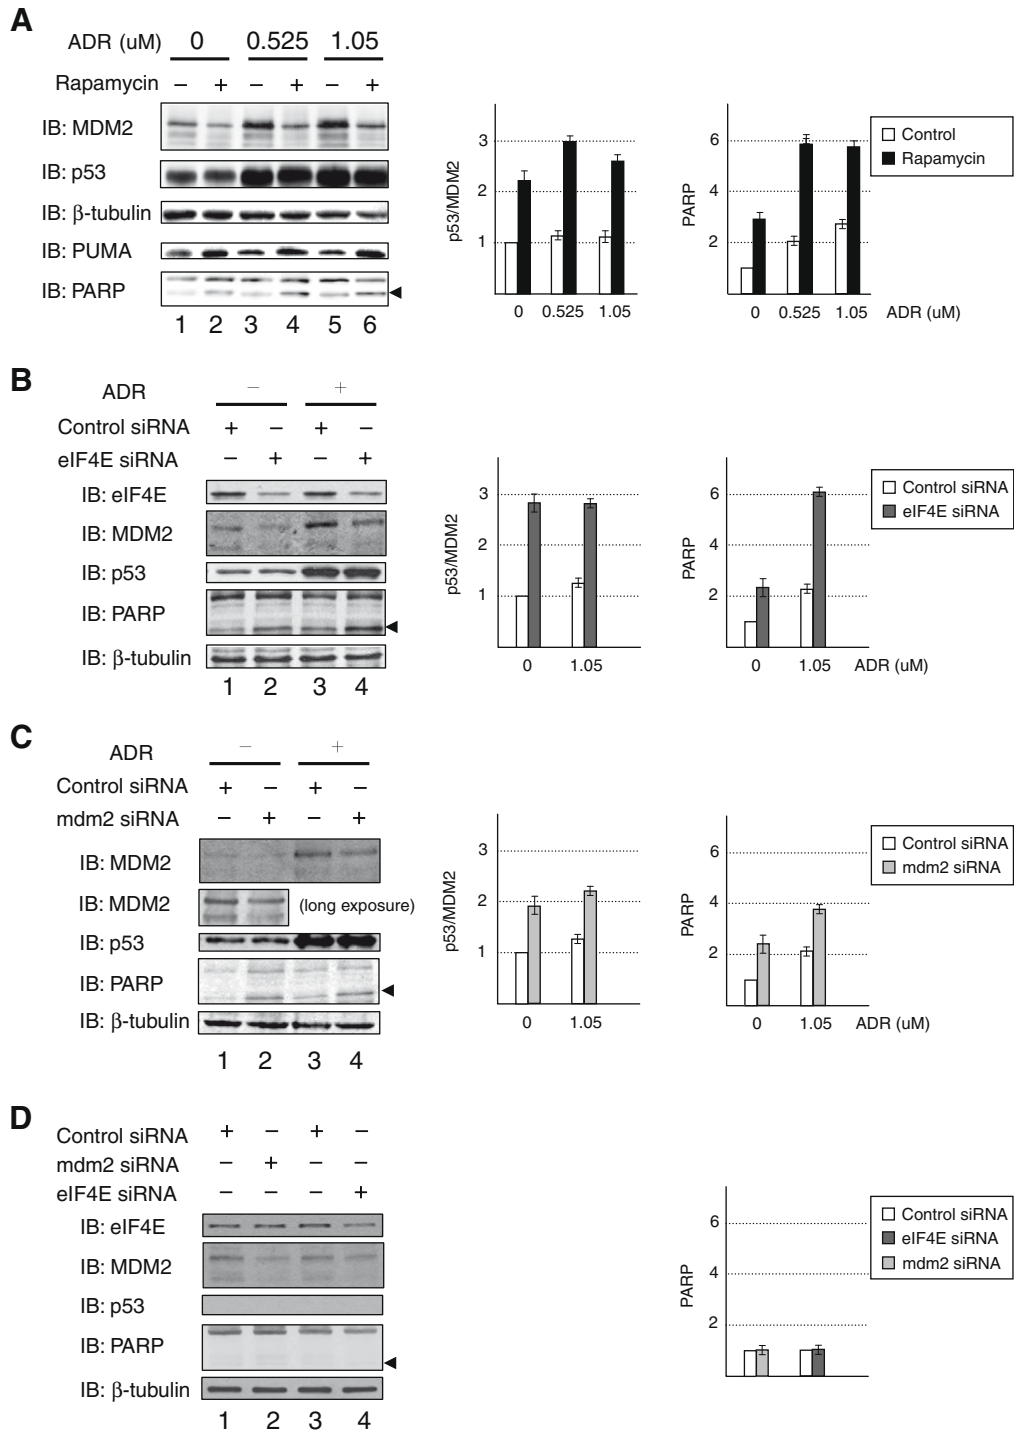 A
ADR (uM) 0 0.525 1.05
Rapamycin − + − + − +
IB: MDM2
IB: p53
IB: β-tubulin
IB: PUMA
IB: PARP
1 2 3 4 5 6
p53/MDM2
3
2
1
0 0.525 1.05
PARP
6
4
2
0 0.525 1.05 ADR (uM)
Control
Rapamycin
B
ADR − +
Control siRNA + − + −
eIF4E siRNA − + − +
IB: eIF4E
IB: MDM2
IB: p53
IB: PARP
IB: β-tubulin
1 2 3 4
p53/MDM2
3
2
1
0 1.05
PARP
6
4
2
0 1.05 ADR (uM)
Control siRNA
eIF4E siRNA
C
ADR − +
Control siRNA + − + −
mdm2 siRNA − + − +
IB: MDM2
IB: MDM2 (long exposure)
IB: p53
IB: PARP
IB: β-tubulin
1 2 3 4
p53/MDM2
3
2
1
0 1.05
PARP
6
4
2
0 1.05 ADR (uM)
Control siRNA
mdm2 siRNA
D
Control siRNA + − + −
mdm2 siRNA − + − −
eIF4E siRNA − − − +
IB: eIF4E
IB: MDM2
IB: p53
IB: PARP
IB: β-tubulin
1 2 3 4
PARP
6
4
2
Control siRNA
eIF4E siRNA
mdm2 siRNA